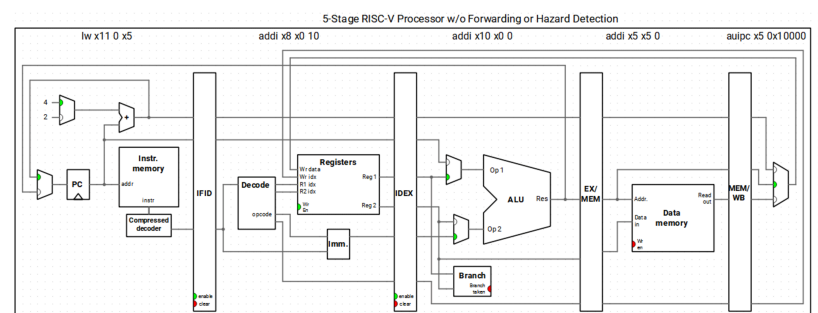 5-Stage RISC-V Processor w/o Forwarding or Hazard Detection
lw x11 0 x5 addi x8 x0 10 addi x10 x0 0 addi x5 x5 0 auipc x5 0x10000
4
2
+
PC
Instr.
memory
addr
instr
Compressed
decoder
IFID
enable
clear
Decode
opcode
Registers
Wr data
Wr idx
R1 idx
R2 idx
Wr
En
Reg 1
Reg 2
Imm.
IDEX
enable
clear
Op 1
ALU
Res
Op 2
Branch
Branch
taken
EX/
MEM
Addr.
Data
in
Wr
en
Read
out
Data
memory
MEM/
WB